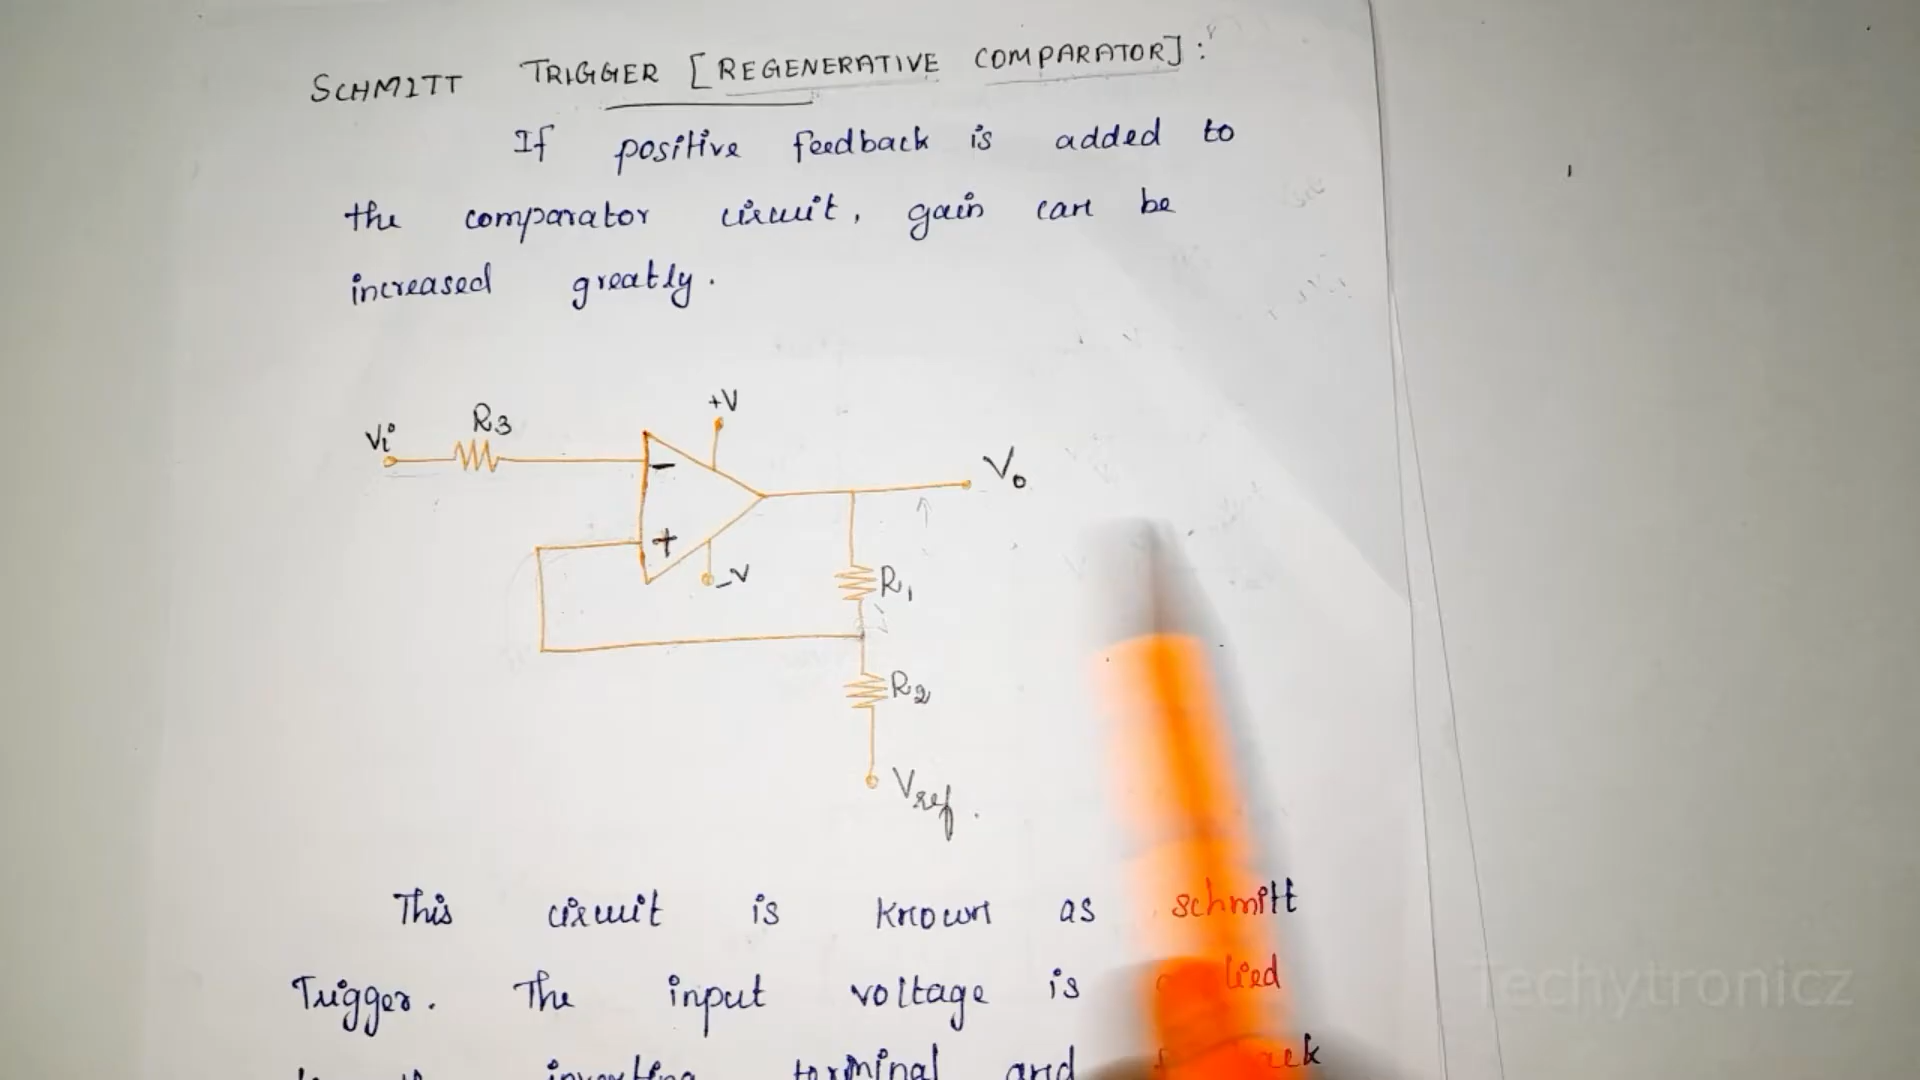 SCHMITT TRIGGER [REGENERATIVE COMPARATOR]:
If positive feedback is added to
the comparator circuit, gain can be
increased greatly.
+V
R3
Vi
-
Vo
+
-V
R1
R2
Vref.
This circuit is known as schmitt
Trigger. The input voltage is
inverting terminal and
Techytronicz